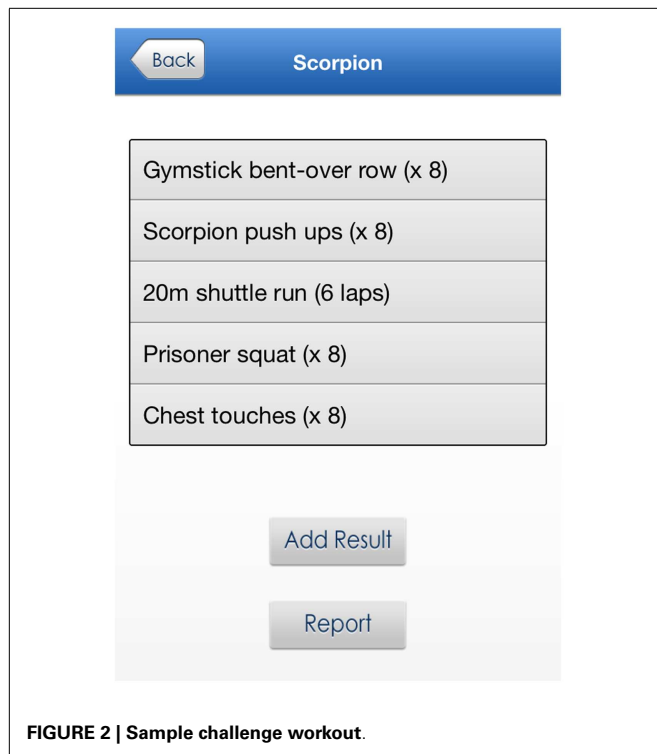 Back
Scorpion
Gymstick bent-over row (x 8)
Scorpion push ups (x 8)
20m shuttle run (6 laps)
Prisoner squat (x 8)
Chest touches (x 8)
Add Result
Report
FIGURE 2 | Sample challenge workout.